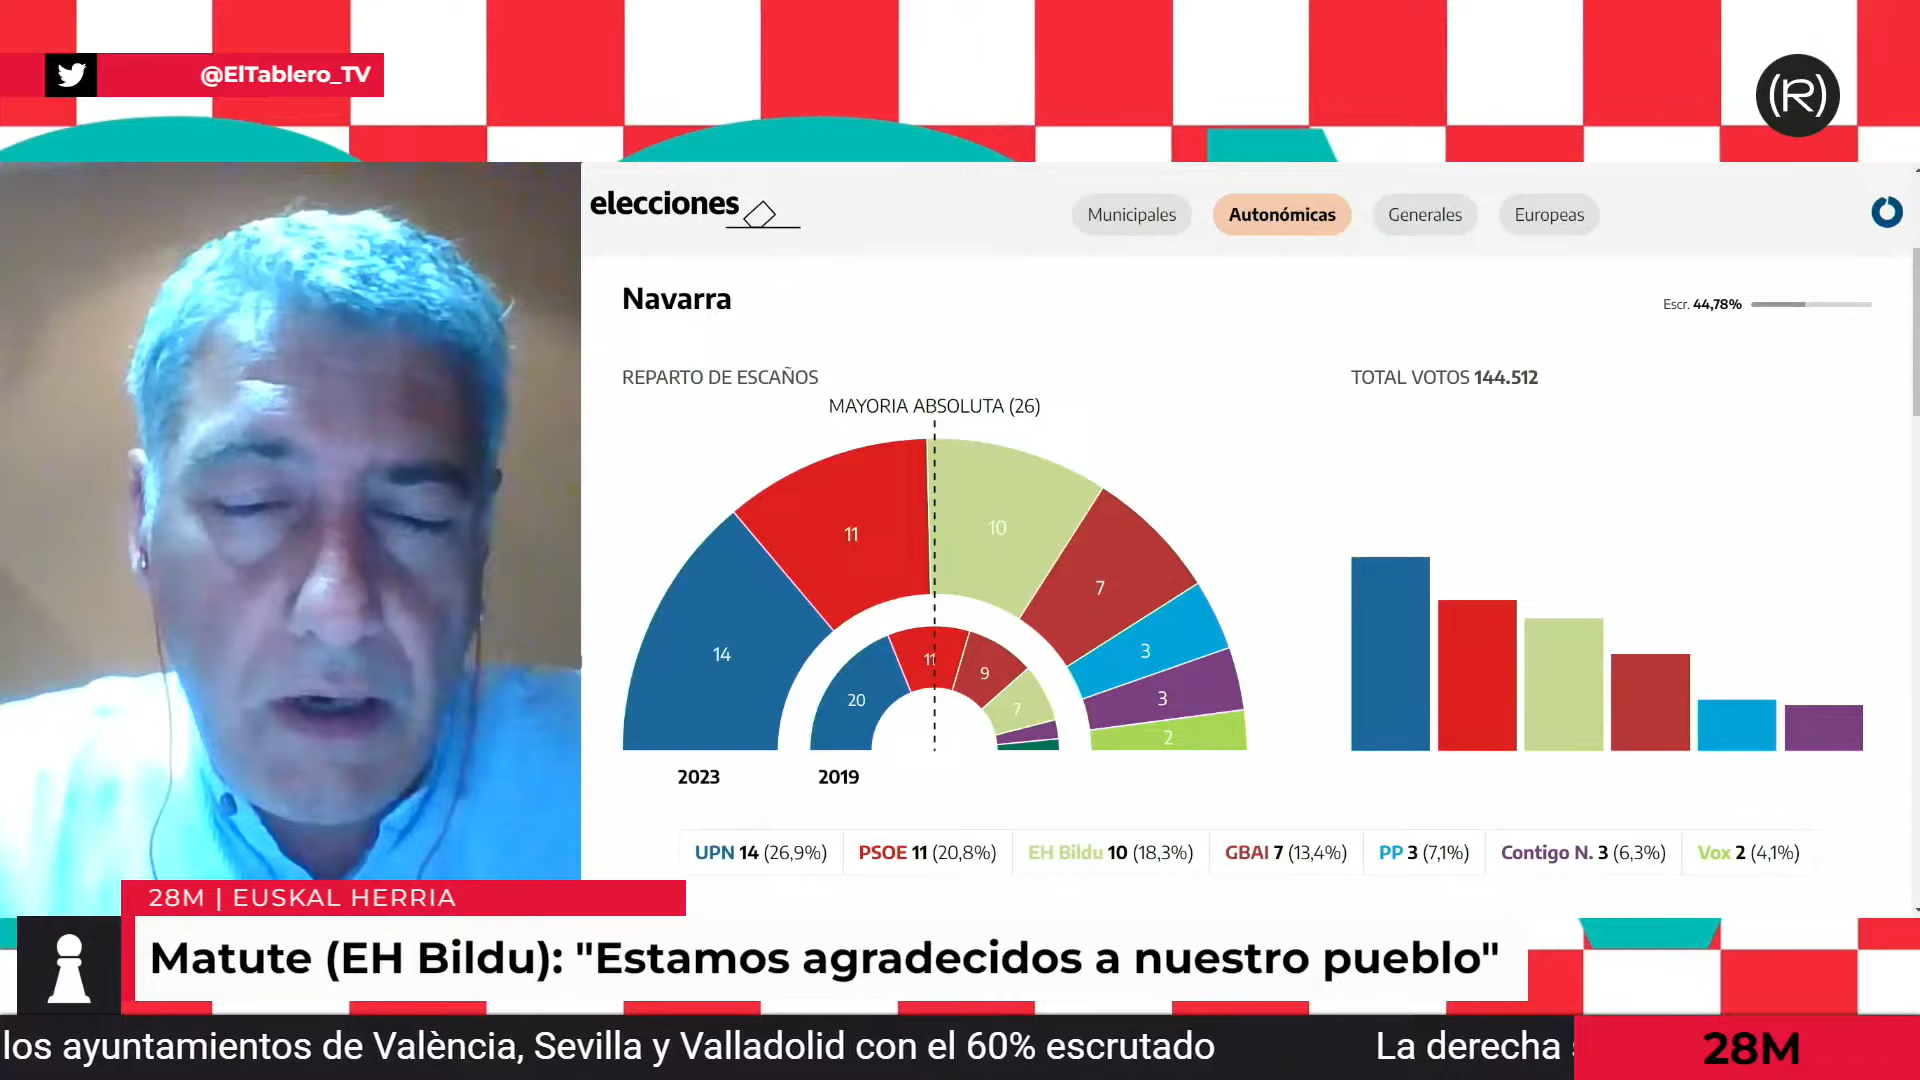 @ElTablero_TV
(R)
elecciones
Municipales
Autonómicas
Generales
Europeas
Navarra
Escr. 44,78%
REPARTO DE ESCAÑOS
TOTAL VOTOS 144.512
MAYORIA ABSOLUTA (26)
14
11
10
7
3
3
2
20
11
9
7
2023
2019
UPN 14 (26,9%)
PSOE 11 (20,8%)
EH Bildu 10 (18,3%)
GBAI 7 (13,4%)
PP 3 (7,1%)
Contigo N. 3 (6,3%)
Vox 2 (4,1%)
28M | EUSKAL HERRIA
Matute (EH Bildu): "Estamos agradecidos a nuestro pueblo"
los ayuntamientos de València, Sevilla y Valladolid con el 60% escrutado
La derecha
28M